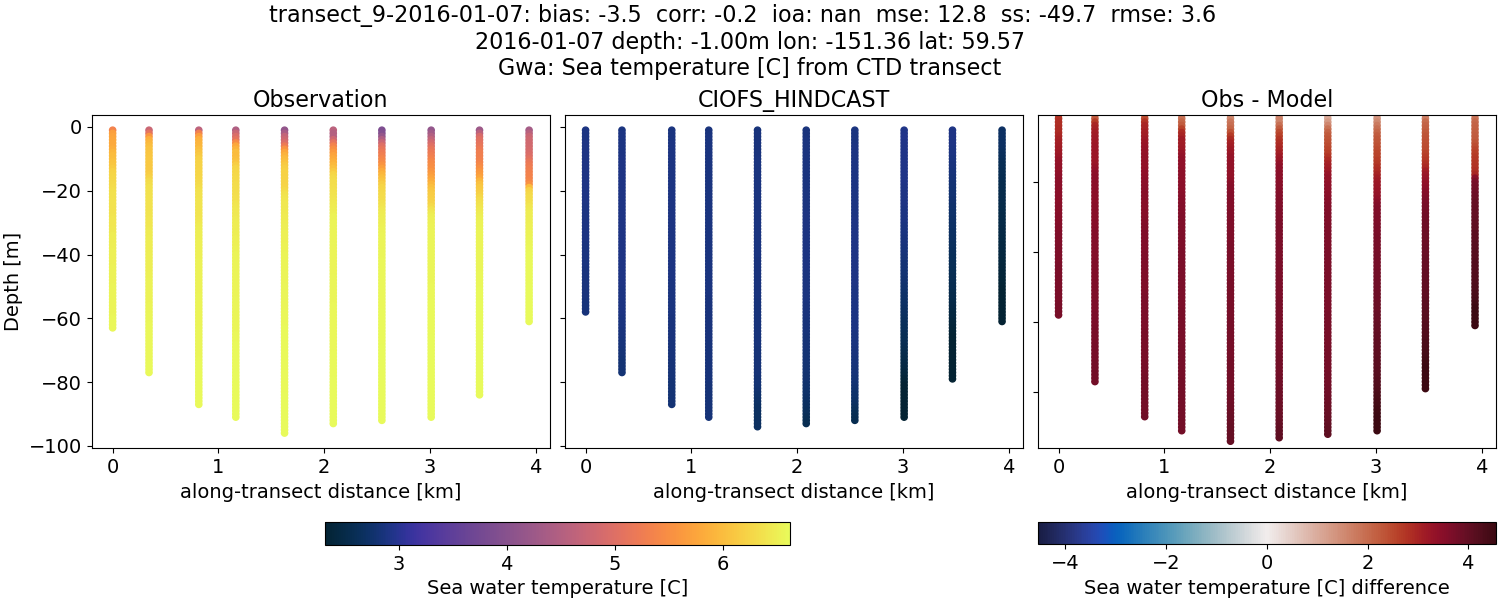 transect_9-2016-01-07: bias: -3.5  corr: -0.2  ioa: nan  mse: 12.8  ss: -49.7  rmse: 3.6
2016-01-07 depth: -1.00m lon: -151.36 lat: 59.57
Gwa: Sea temperature [C] from CTD transect
Observation
CIOFS_HINDCAST
Obs - Model
Depth [m]
0
−20
−40
−60
−80
−100
0 1 2 3 4
0 1 2 3 4
0 1 2 3 4
along-transect distance [km]
along-transect distance [km]
along-transect distance [km]
3 4 5 6
Sea water temperature [C]
−4 −2 0 2 4
Sea water temperature [C] difference